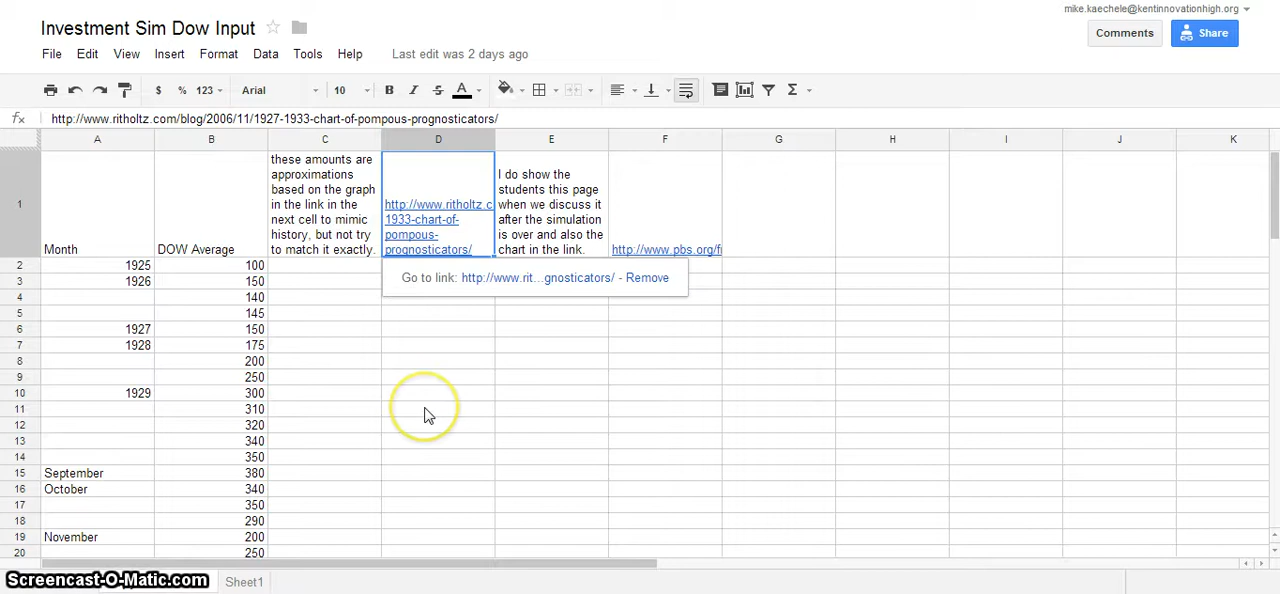 Investment Sim Dow Input
mike.kaechele@kentinnovationhigh.org
Comments
Share
File Edit View Insert Format Data Tools Help Last edit was 2 days ago
$ % 123 Arial 10 B I S A Σ
fx http://www.ritholtz.com/blog/2006/11/1927-1933-chart-of-pompous-prognosticators/
A B C D E F G H I J K
these amounts are
approximations
based on the graph
in the link in the
next cell to mimic
history, but not try
to match it exactly.
http://www.ritholtz.c
1933-chart-of-
pompous-
prognosticators/
I do show the
students this page
when we discuss it
after the simulation
is over and also the
chart in the link.
http://www.pbs.org/f
1 Month DOW Average
Go to link: http://www.rit...gnosticators/ - Remove
2 1925 100
3 1926 150
4 140
5 145
6 1927 150
7 1928 175
8 200
9 250
10 1929 300
11 310
12 320
13 340
14 350
15 September 380
16 October 340
17 350
18 290
19 November 200
20 250
Screencast-O-Matic.com
Sheet1